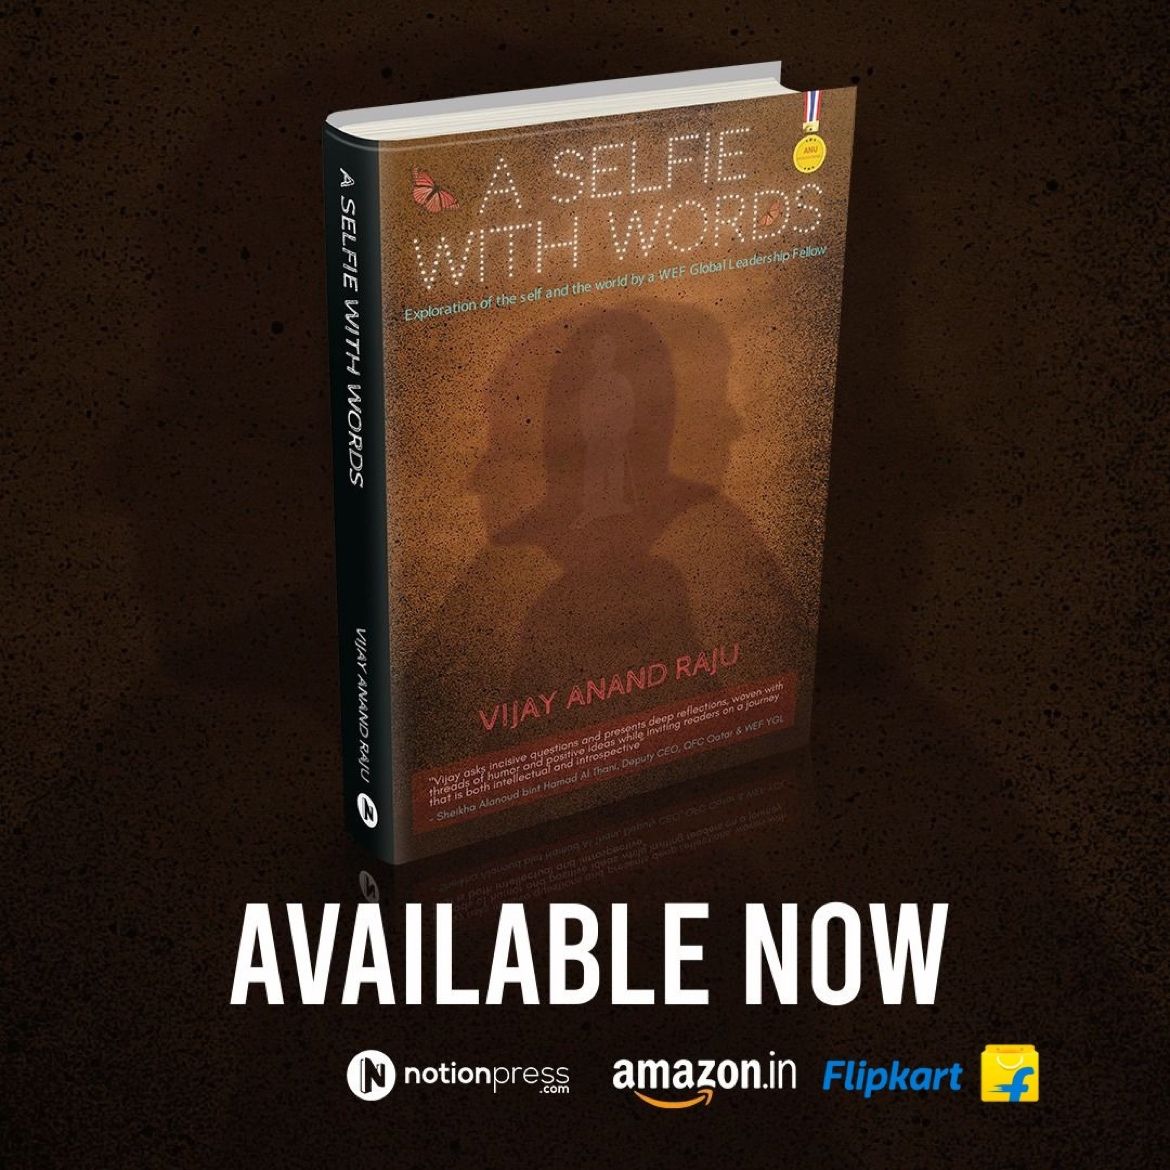 A SELFIE
WITH WORDS
Exploration of the self and the world by a WEF Global Leadership Fellow
ANU
VIJAY ANAND RAJU
"Vijay asks incisive questions and presents deep reflections, woven with
threads of humor and positive ideas while inviting readers on a journey
that is both intellectual and introspective"
- Sheikha Alanoud bint Hamad Al Thani, Deputy CEO, QFC Qatar & WEF YGL
A SELFIE WITH WORDS
VIJAY ANAND RAJU
N
AVAILABLE NOW
N notionpress
.com
amazon.in
Flipkart